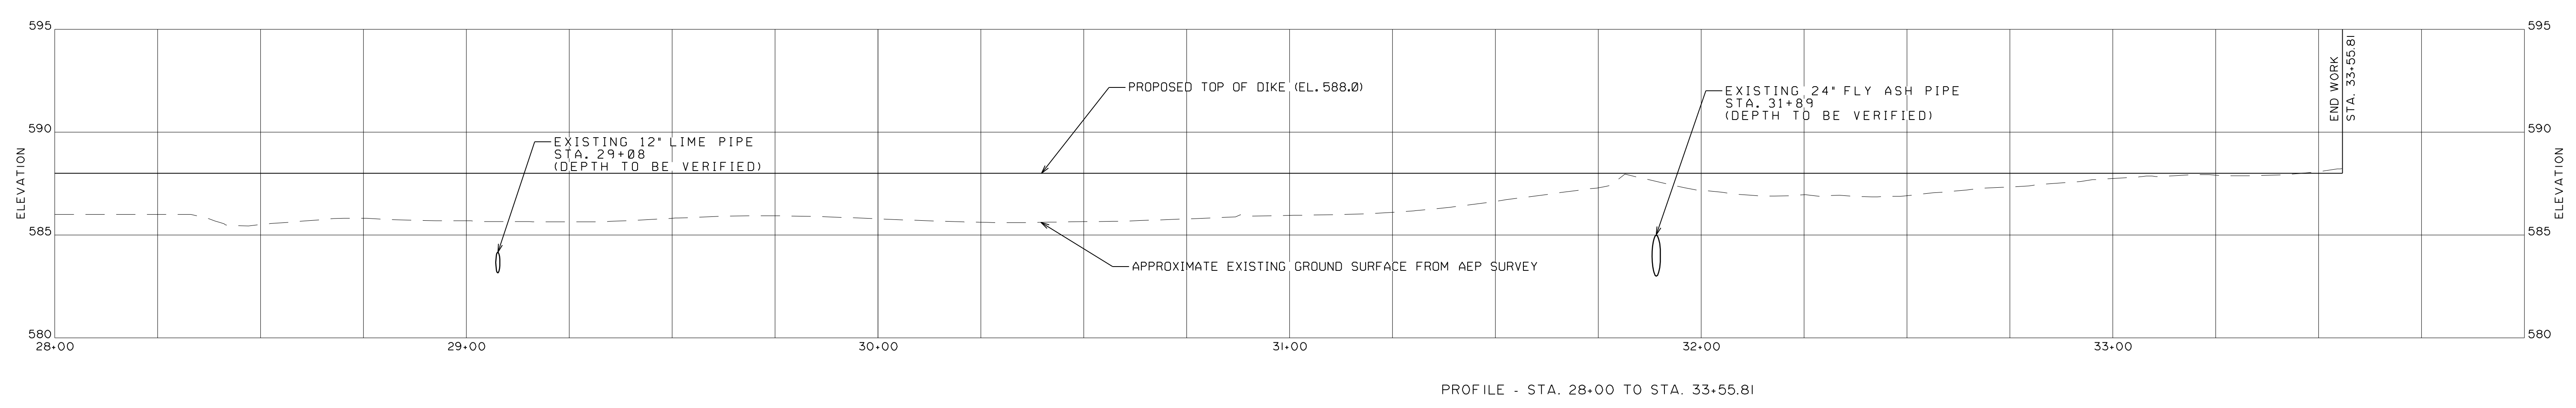 595
595
590
590
585
585
580
580
ELEVATION
ELEVATION
EXISTING 12" LIME PIPE
STA. 29+08
(DEPTH TO BE VERIFIED)
PROPOSED TOP OF DIKE (EL. 588.0)
APPROXIMATE EXISTING GROUND SURFACE FROM AEP SURVEY
EXISTING 24" FLY ASH PIPE
STA. 31+89
(DEPTH TO BE VERIFIED)
END WORK
STA. 33+55.81
28+00
29+00
30+00
31+00
32+00
33+00
PROFILE - STA. 28+00 TO STA. 33+55.81